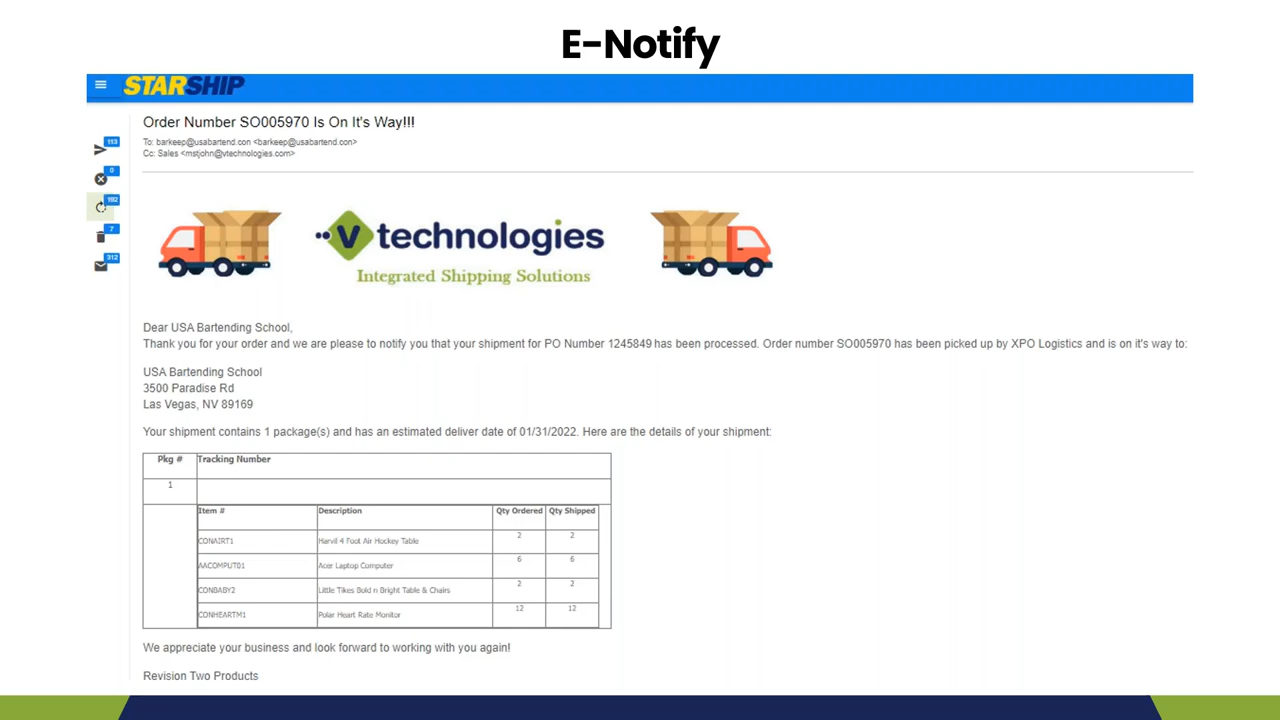 E-Notify
STARSHIP
Order Number SO005970 Is On It's Way!!!
To: barkeep@usabartend.con <barkeep@usabartend.com>
Cc: Sales <mstjohn@vtechnologies.com>
113
0
182
7
312
V technologies
Integrated Shipping Solutions
Dear USA Bartending School,
Thank you for your order and we are please to notify you that your shipment for PO Number 1245849 has been processed. Order number SO005970 has been picked up by XPO Logistics and is on it's way to:
USA Bartending School
3500 Paradise Rd
Las Vegas, NV 89169
Your shipment contains 1 package(s) and has an estimated deliver date of 01/31/2022. Here are the details of your shipment:
Pkg # Tracking Number
1
Item # Description Qty Ordered Qty Shipped
CONAIRT1 Harvil 4 Foot Air Hockey Table 2 2
AACOMPUT01 Acer Laptop Computer 6 6
CONBABY2 Little Tikes Bold n Bright Table & Chairs 2 2
CONHEARTM1 Polar Heart Rate Monitor 12 12
We appreciate your business and look forward to working with you again!
Revision Two Products